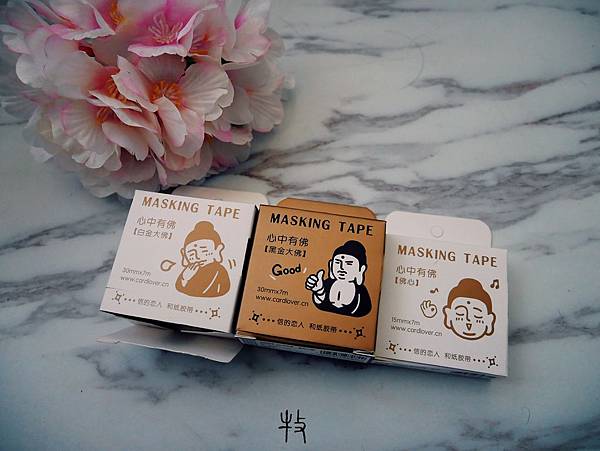 MASKING TAPE
心中有佛
【白金大佛】
30mmx7m
www.cardlover.cn
信的恋人 和纸胶带
MASKING TAPE
心中有佛
【黑金大佛】
Good
30mmx7m
www.cardlover.cn
信的恋人 和纸胶带
MASKING TAPE
心中有佛
【佛心】
15mmx7m
www.cardlover.cn
信的恋人 和纸胶带